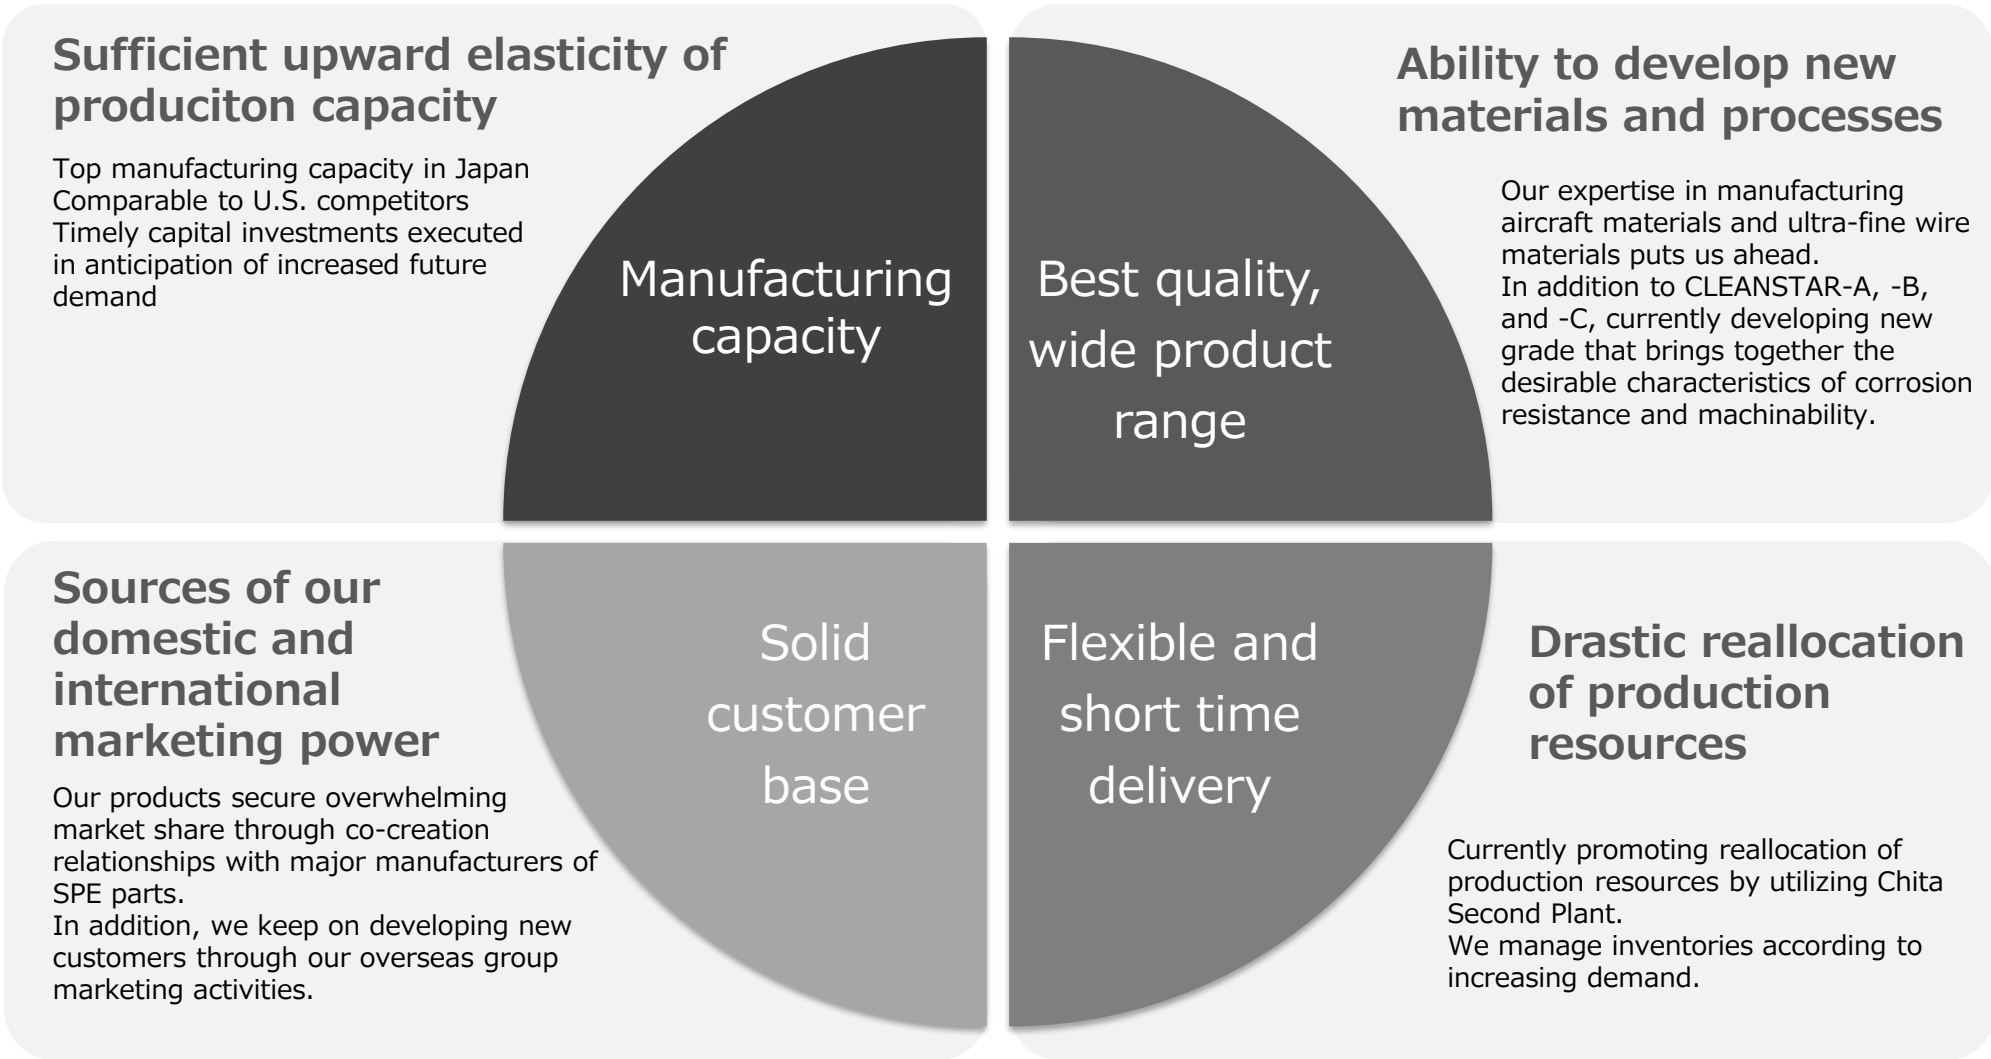 Sufficient upward elasticity of
produciton capacity
Top manufacturing capacity in Japan
Comparable to U.S. competitors
Timely capital investments executed
in anticipation of increased future
demand
Manufacturing
capacity
Best quality,
wide product
range
Ability to develop new
materials and processes
Our expertise in manufacturing
aircraft materials and ultra-fine wire
materials puts us ahead.
In addition to CLEANSTAR-A, -B,
and -C, currently developing new
grade that brings together the
desirable characteristics of corrosion
resistance and machinability.
Sources of our
domestic and
international
marketing power
Our products secure overwhelming
market share through co-creation
relationships with major manufacturers of
SPE parts.
In addition, we keep on developing new
customers through our overseas group
marketing activities.
Solid
customer
base
Flexible and
short time
delivery
Drastic reallocation
of production
resources
Currently promoting reallocation of
production resources by utilizing Chita
Second Plant.
We manage inventories according to
increasing demand.